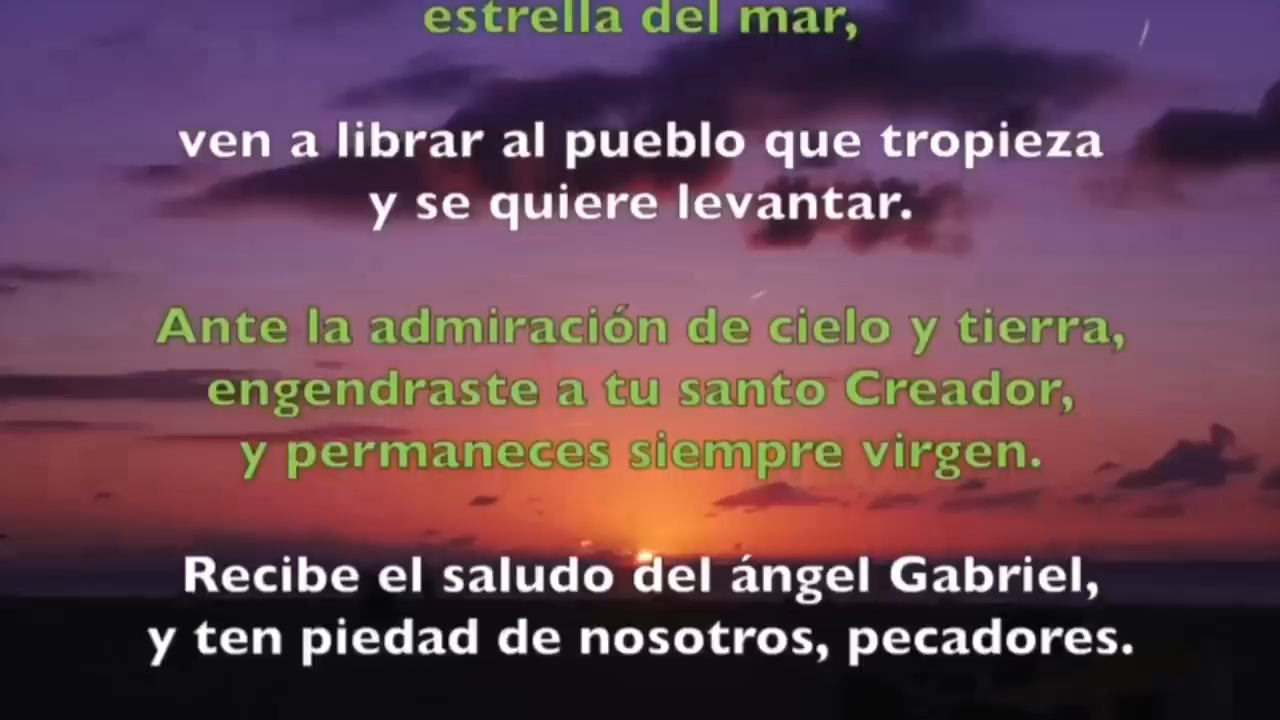 estrella del mar,
ven a librar al pueblo que tropieza
y se quiere levantar.
Ante la admiración de cielo y tierra,
engendraste a tu santo Creador,
y permaneces siempre virgen.
Recibe el saludo del ángel Gabriel,
y ten piedad de nosotros, pecadores.